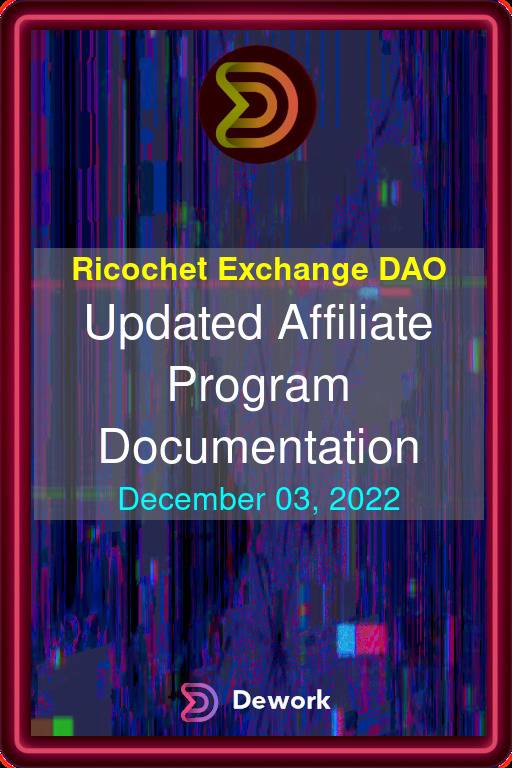 Ricochet Exchange DAO
Updated Affiliate
Program
Documentation
December 03, 2022
Dework